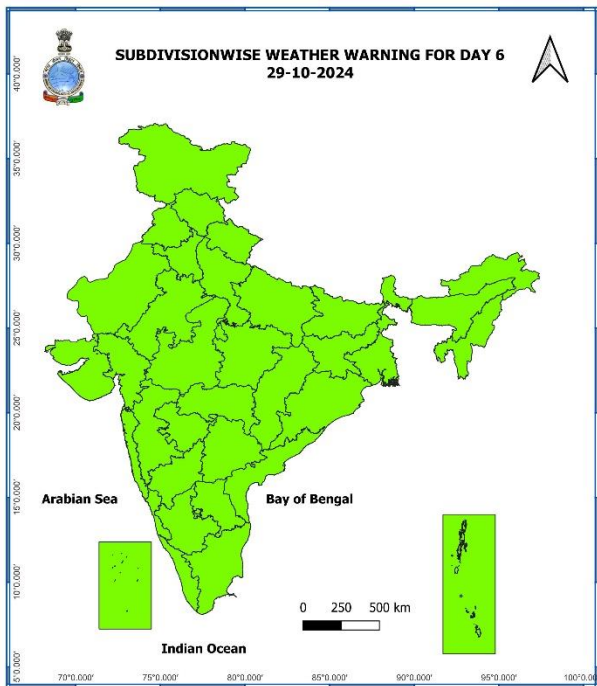 SUBDIVISIONWISE WEATHER WARNING FOR DAY 6
29-10-2024
40°0.000'
35°0.000'
30°0.000'
25°0.000'
20°0.000'
15°0.000'
10°0.000'
5°0.000'
Arabian Sea
Bay of Bengal
0 250 500 km
Indian Ocean
70°0.000' 75°0.000' 80°0.000' 85°0.000' 90°0.000' 95°0.000' 100°0.0